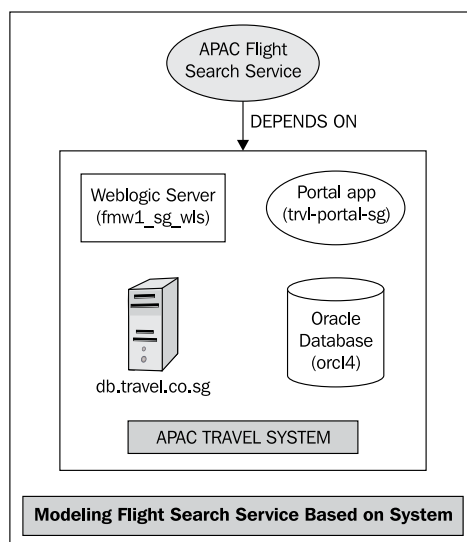 APAC Flight
Search Service
DEPENDS ON
Weblogic Server
(fmw1_sg_wls)
Portal app
(trvl-portal-sg)
db.travel.co.sg
Oracle
Database
(orcl4)
APAC TRAVEL SYSTEM
Modeling Flight Search Service Based on System